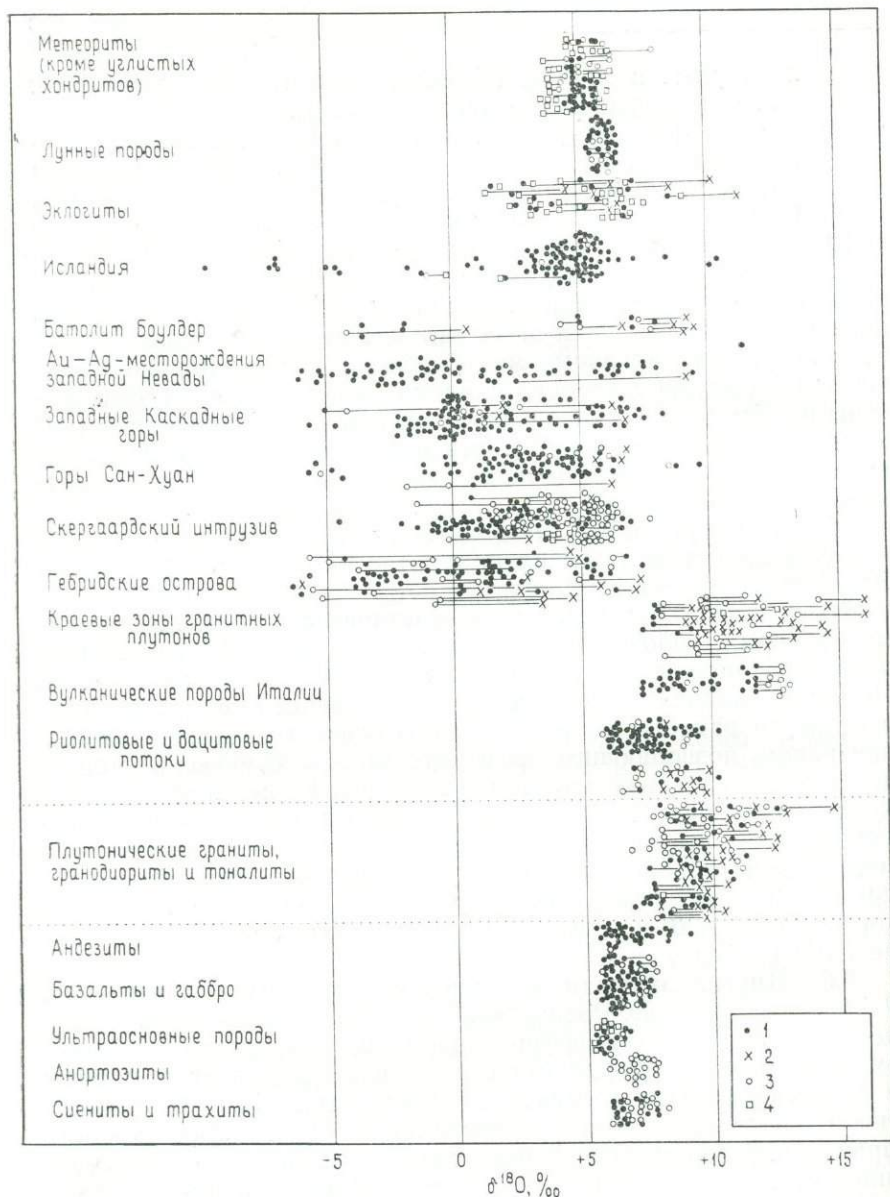 Метеориты
(кроме углистых
хондритов)
Лунные породы
Эклогиты
Исландия
Батолит Боулдер
Au–Ag-месторождения
западной Невады
Западные Каскадные
горы
Горы Сан-Хуан
Скергаардский интрузив
Гебридские острова
Краевые зоны гранитных
плутонов
Вулканические породы Италии
Риолитовые и дацитовые
потоки
Плутонические граниты,
гранодиориты и тоналиты
Андезиты
Базальты и габбро
Ультраосновные породы
Анортозиты
Сиениты и трахиты
1
2
3
4
-5
0
+5
+10
+15
δ¹⁸O, ‰